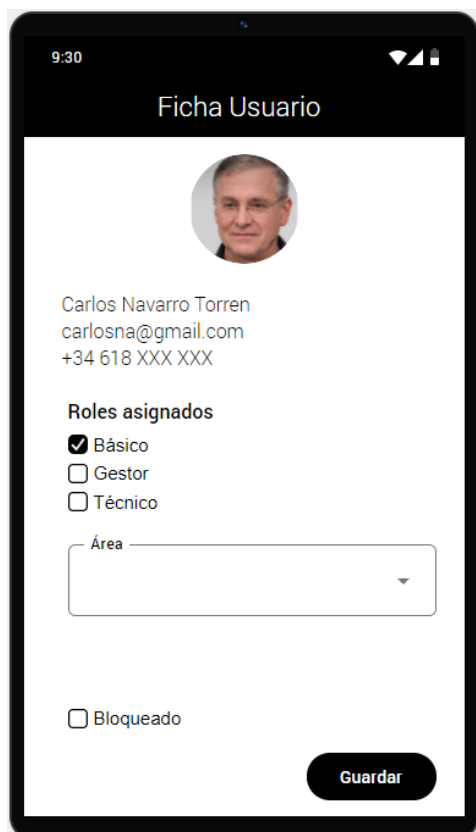 9:30
Ficha Usuario
Carlos Navarro Torren
carlosna@gmail.com
+34 618 XXX XXX
Roles asignados
Básico
Gestor
Técnico
Área
Bloqueado
Guardar